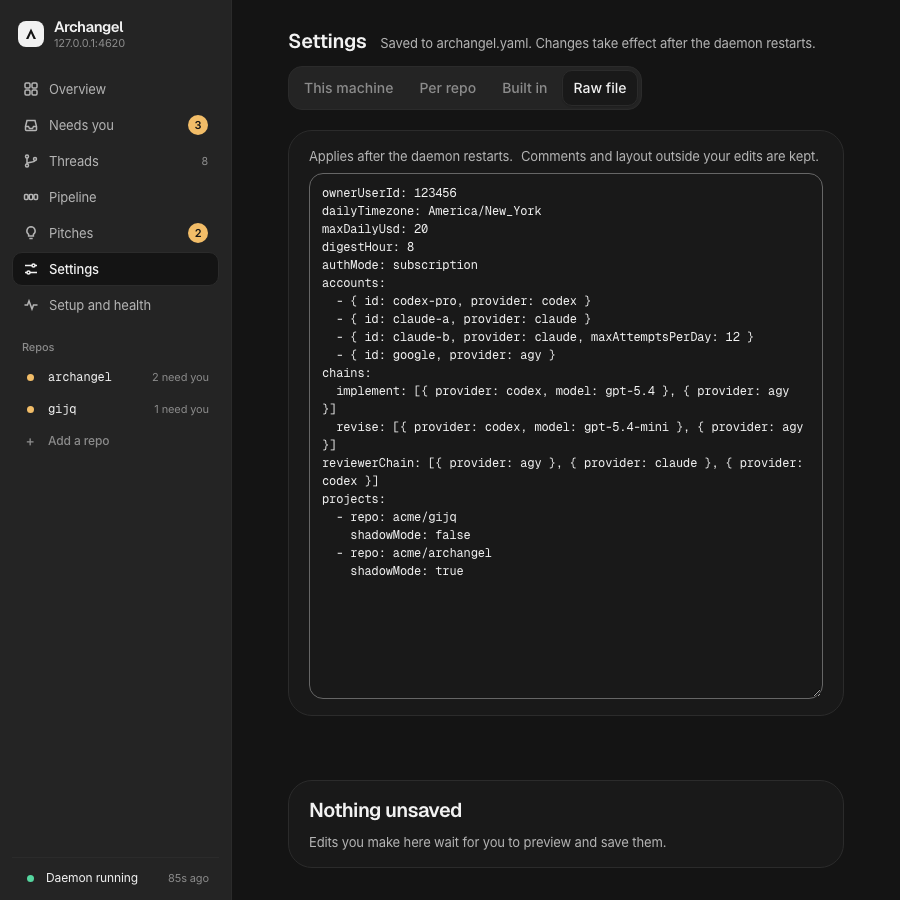 Archangel
127.0.0.1:4620
Overview
Needs you 3
Threads 8
Pipeline
Pitches 2
Settings
Setup and health
Repos
archangel 2 need you
gijq 1 need you
+ Add a repo
Daemon running 85s ago
Settings Saved to archangel.yaml. Changes take effect after the daemon restarts.
This machine Per repo Built in Raw file
Applies after the daemon restarts. Comments and layout outside your edits are kept.
ownerUserId: 123456
dailyTimezone: America/New_York
maxDailyUsd: 20
digestHour: 8
authMode: subscription
accounts:
  - { id: codex-pro, provider: codex }
  - { id: claude-a, provider: claude }
  - { id: claude-b, provider: claude, maxAttemptsPerDay: 12 }
  - { id: google, provider: agy }
chains:
  implement: [{ provider: codex, model: gpt-5.4 }, { provider: agy
}]
  revise: [{ provider: codex, model: gpt-5.4-mini }, { provider: agy
}]
reviewerChain: [{ provider: agy }, { provider: claude }, { provider:
codex }]
projects:
  - repo: acme/gijq
    shadowMode: false
  - repo: acme/archangel
    shadowMode: true
Nothing unsaved
Edits you make here wait for you to preview and save them.